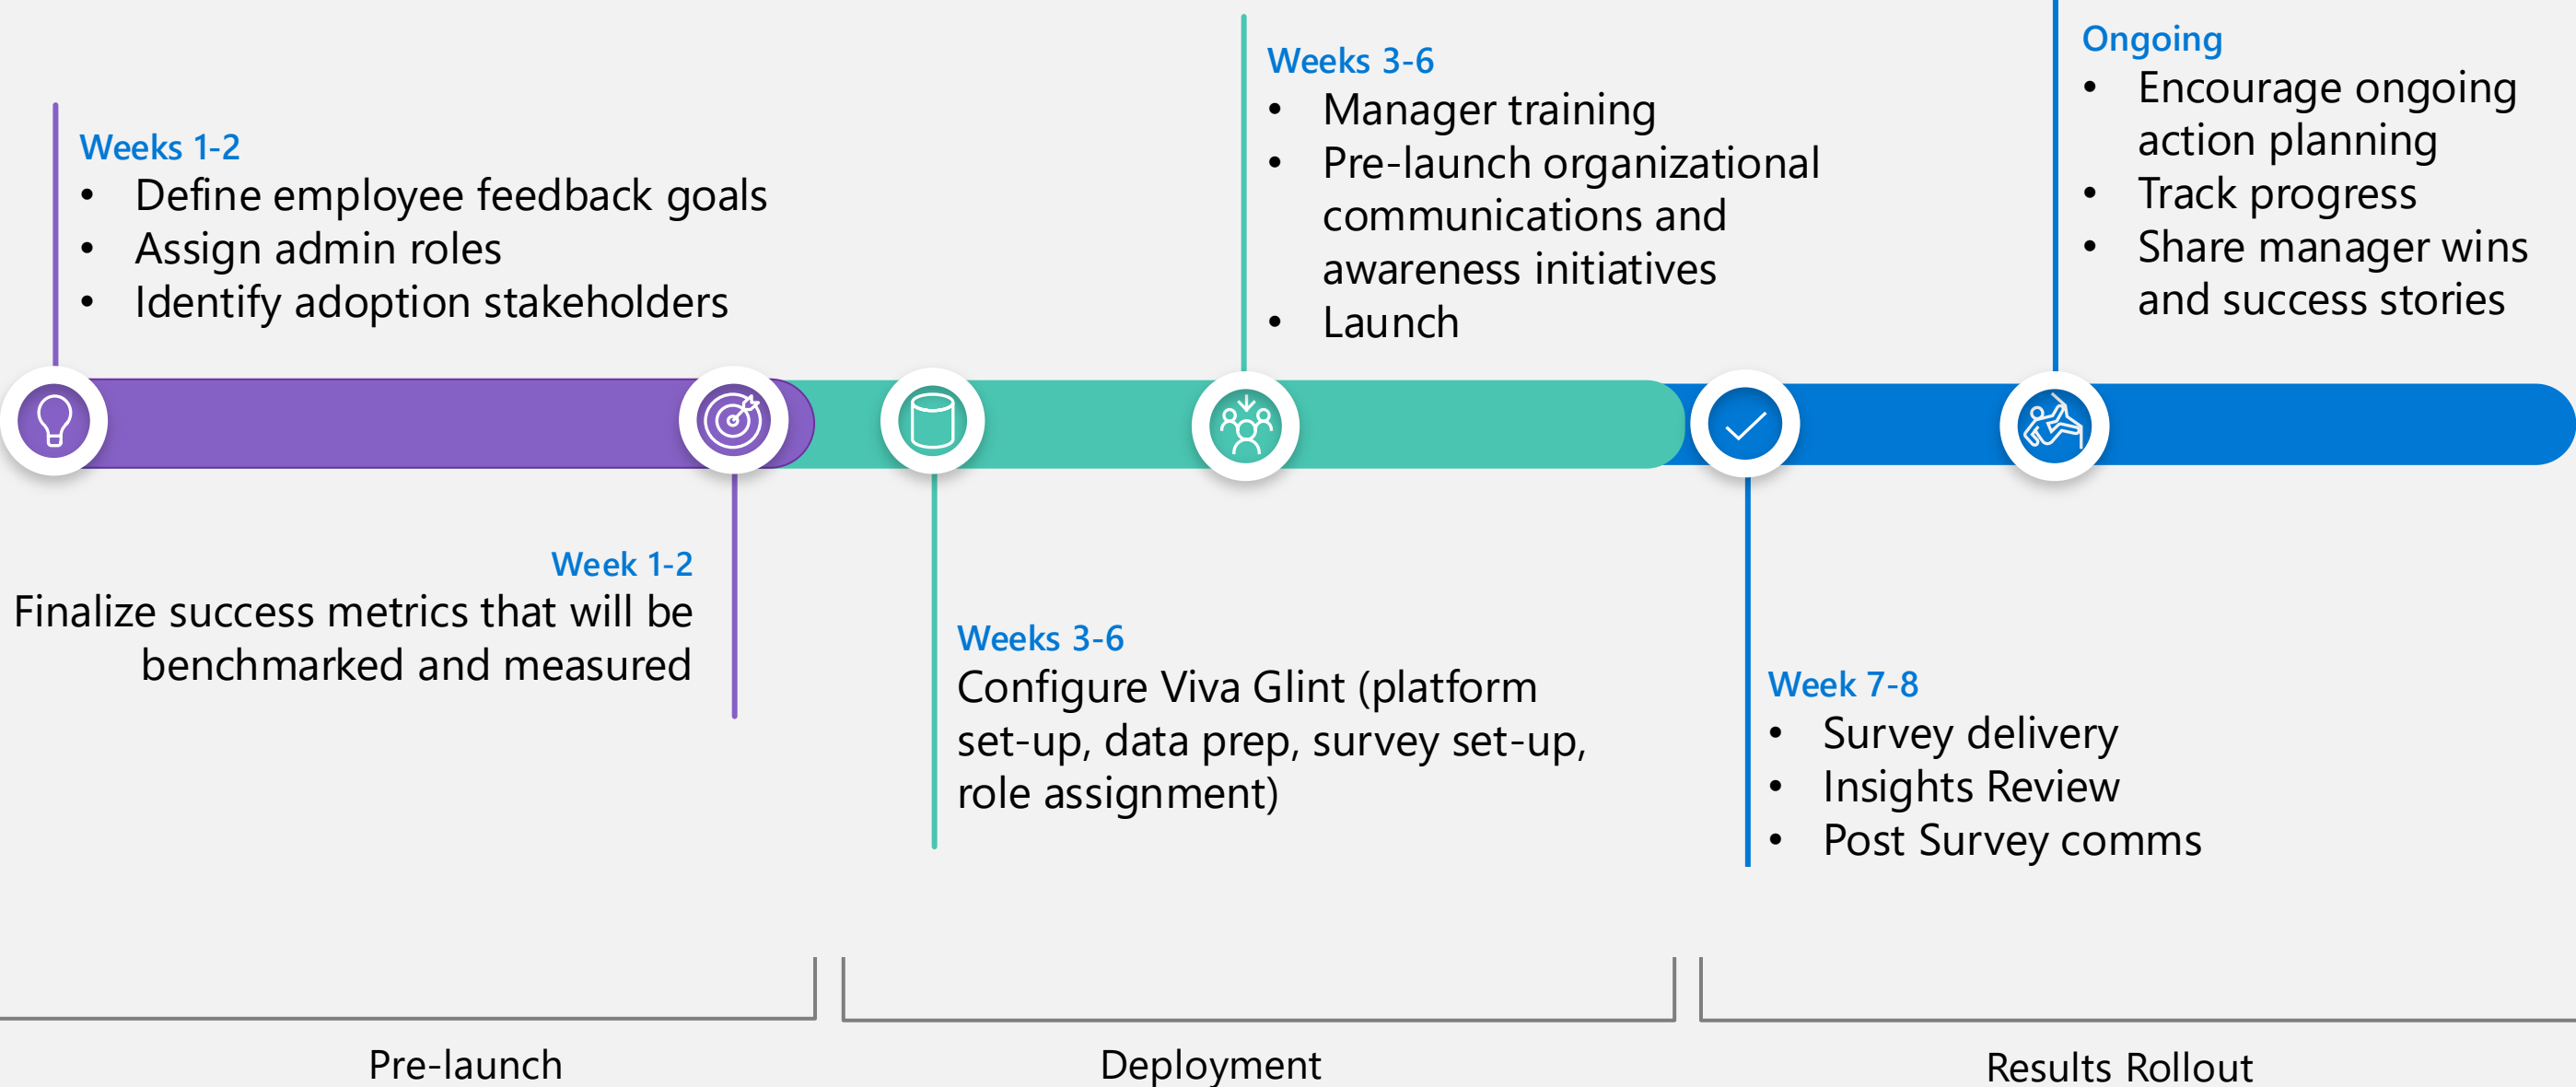 Weeks 1-2
• Define employee feedback goals
• Assign admin roles
• Identify adoption stakeholders
Week 1-2
Finalize success metrics that will be
benchmarked and measured
Weeks 3-6
Configure Viva Glint (platform
set-up, data prep, survey set-up,
role assignment)
Weeks 3-6
• Manager training
• Pre-launch organizational
communications and
awareness initiatives
• Launch
Week 7-8
• Survey delivery
• Insights Review
• Post Survey comms
Ongoing
• Encourage ongoing
action planning
• Track progress
• Share manager wins
and success stories
Pre-launch
Deployment
Results Rollout